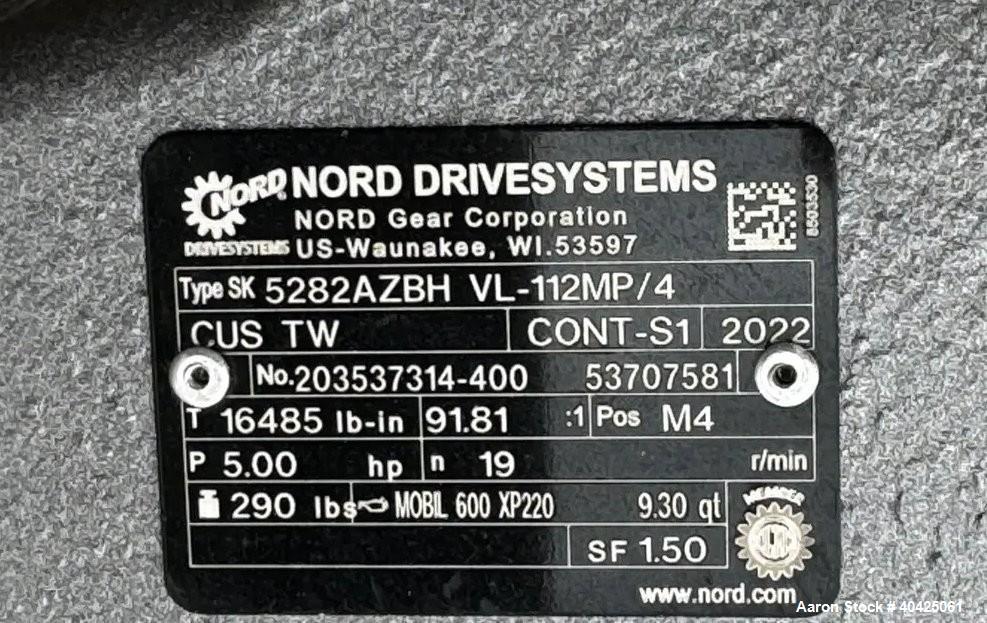 NORD® NORD DRIVESYSTEMS
NORD Gear Corporation
DRIVESYSTEMS US-Waunakee, WI.53597
Type SK 5282AZBH VL-112MP/4
CUS TW CONT-S1 2022
No.203537314-400 53707581
T 16485 lb-in 91.81 :1 Pos M4
P 5.00 hp n 19 r/min
290 lbs MOBIL 600 XP220 9.30 qt
MEMBER
SF 1.50
www.nord.com
Aaron Stock # 40425061